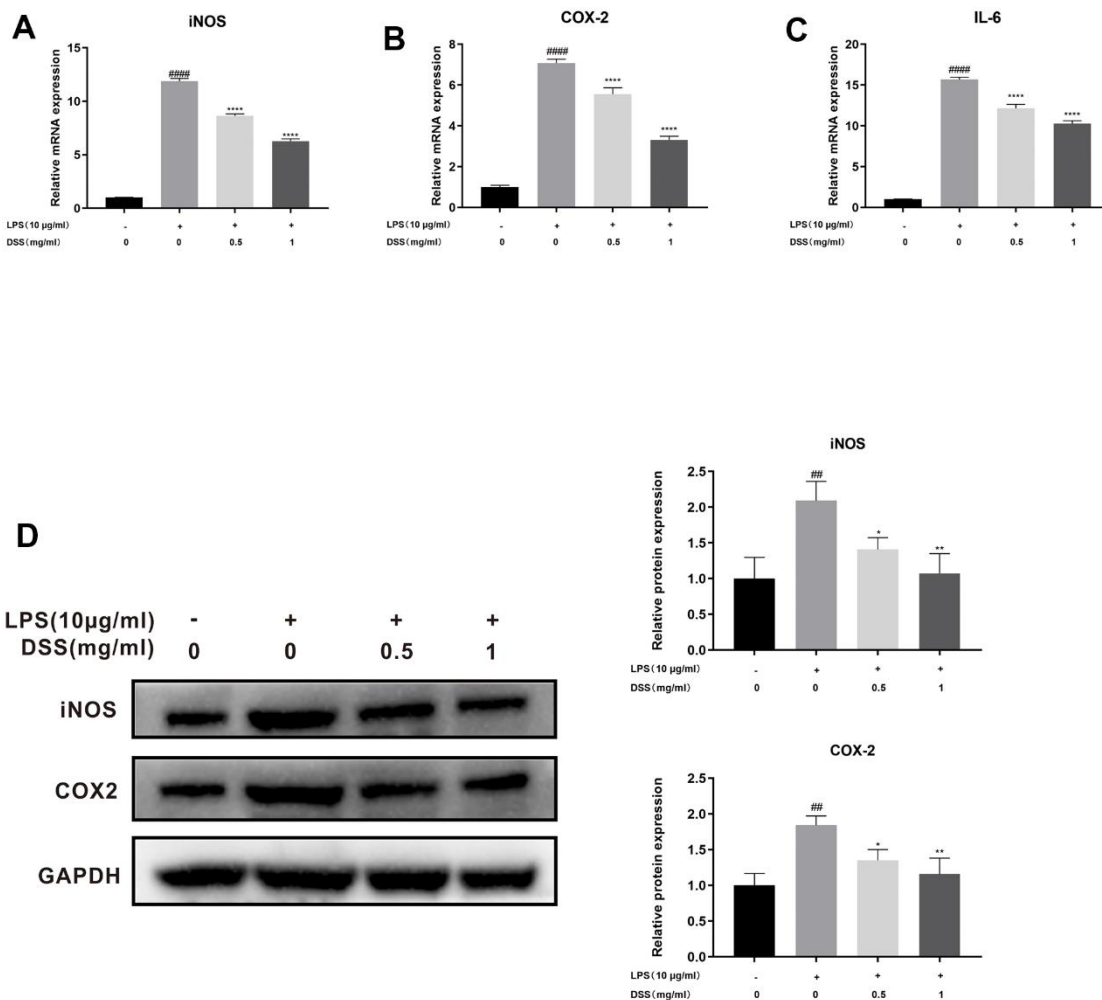 A
iNOS
Relative mRNA expression
15
10
5
0
####
****
****
LPS（10 µg/ml） - + + +
DSS（mg/ml） 0 0 0.5 1
B
COX-2
Relative mRNA expression
8
6
4
2
0
####
****
****
LPS（10 µg/ml） - + + +
DSS（mg/ml） 0 0 0.5 1
C
IL-6
Relative mRNA expression
20
15
10
5
0
####
****
****
LPS（10 µg/ml） - + + +
DSS（mg/ml） 0 0 0.5 1
D
LPS(10µg/ml) - + + +
DSS(mg/ml) 0 0 0.5 1
iNOS
COX2
GAPDH
iNOS
Relative protein expression
2.5
2.0
1.5
1.0
0.5
0.0
##
*
**
LPS（10 µg/ml） - + + +
DSS（mg/ml） 0 0 0.5 1
COX-2
Relative protein expression
2.5
2.0
1.5
1.0
0.5
0.0
##
*
**
LPS（10 µg/ml） - + + +
DSS（mg/ml） 0 0 0.5 1